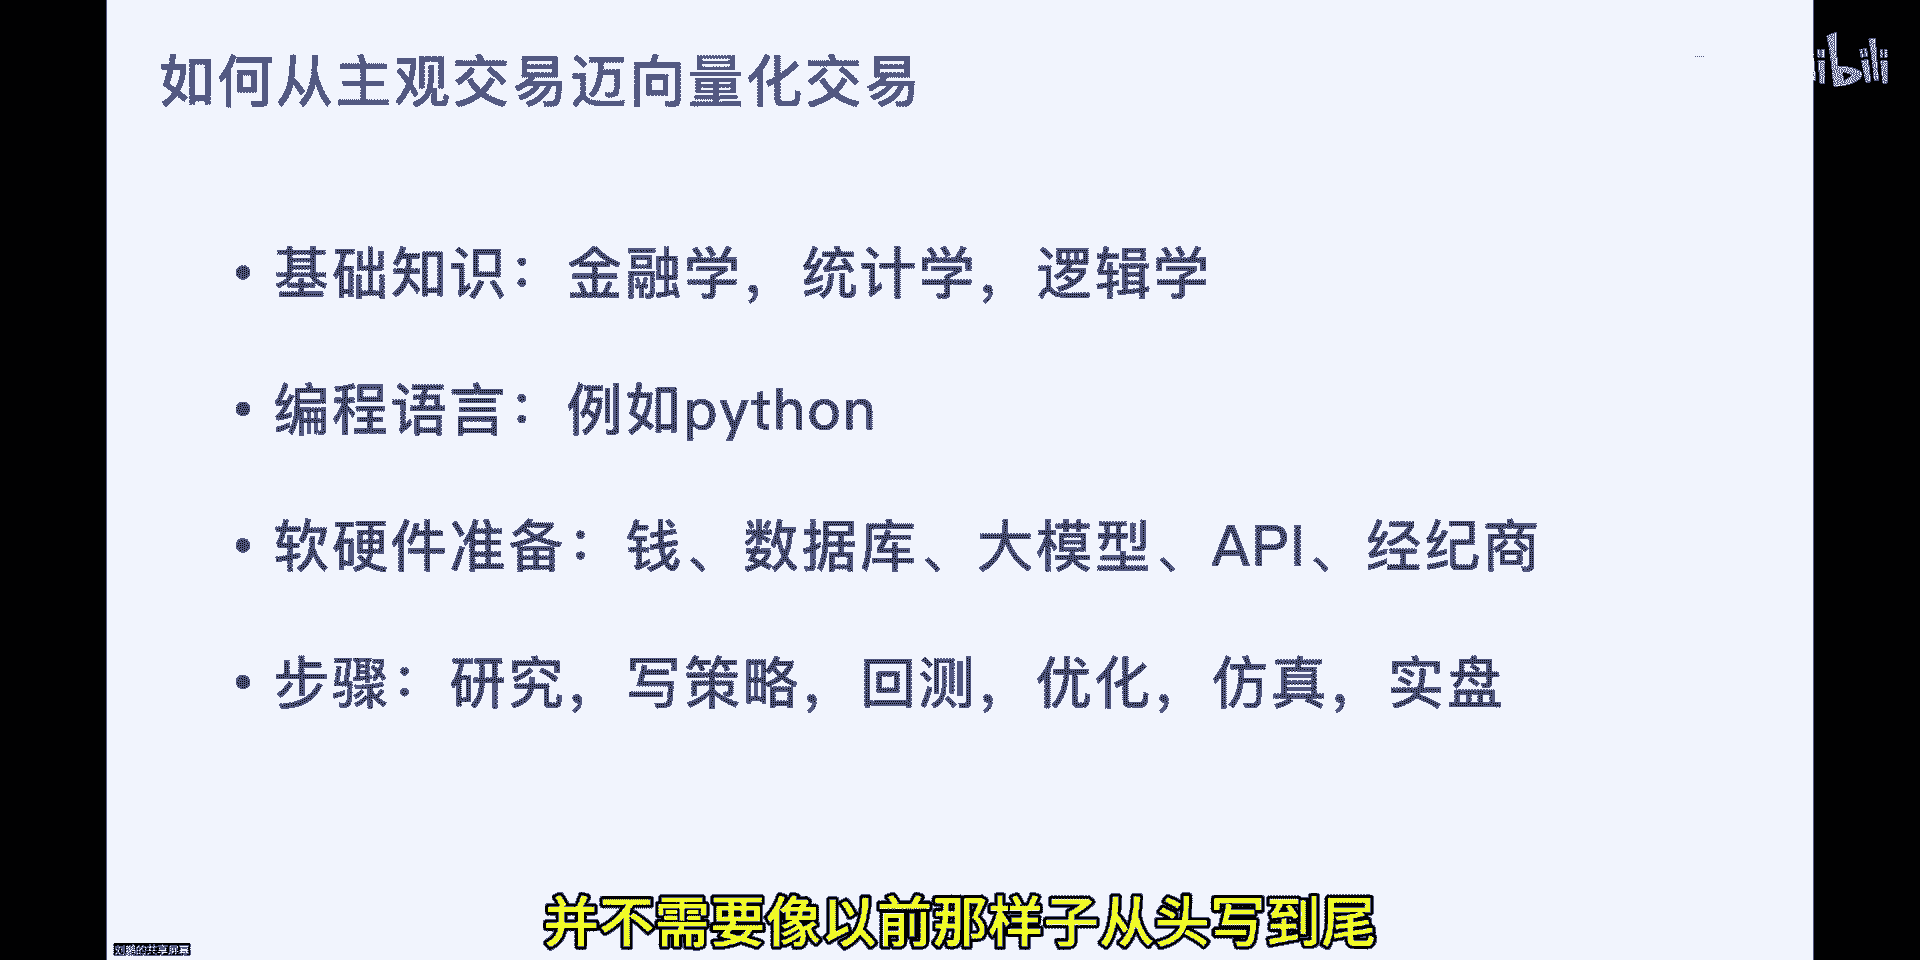 如何从主观交易迈向量化交易
ibili
• 基础知识：金融学，统计学，逻辑学
• 编程语言：例如python
• 软硬件准备：钱、数据库、大模型、API、经纪商
• 步骤：研究，写策略，回测，优化，仿真，实盘
并不需要像以前那样子从头写到尾
的共享屏幕